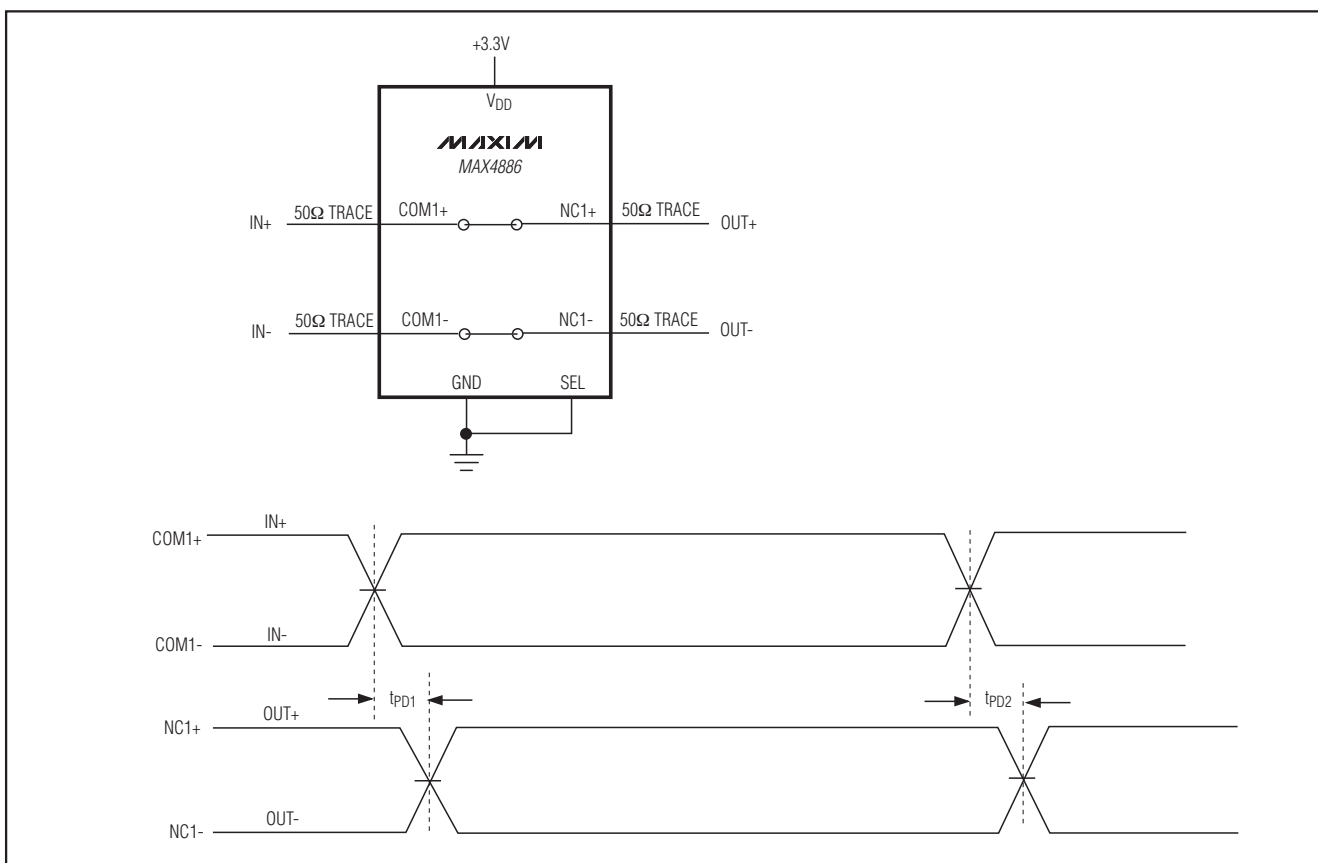 +3.3V
VDD
MAXIM
MAX4886
IN+ 50Ω TRACE COM1+ NC1+ 50Ω TRACE OUT+
IN- 50Ω TRACE COM1- NC1- 50Ω TRACE OUT-
GND SEL
COM1+ IN+
COM1- IN-
tPD1 tPD2
NC1+ OUT+
NC1- OUT-